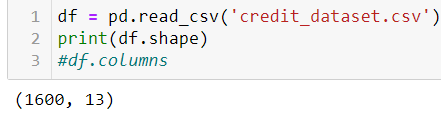 1 df = pd.read_csv('credit_dataset.csv')
2 print(df.shape)
3 #df.columns
(1600, 13)